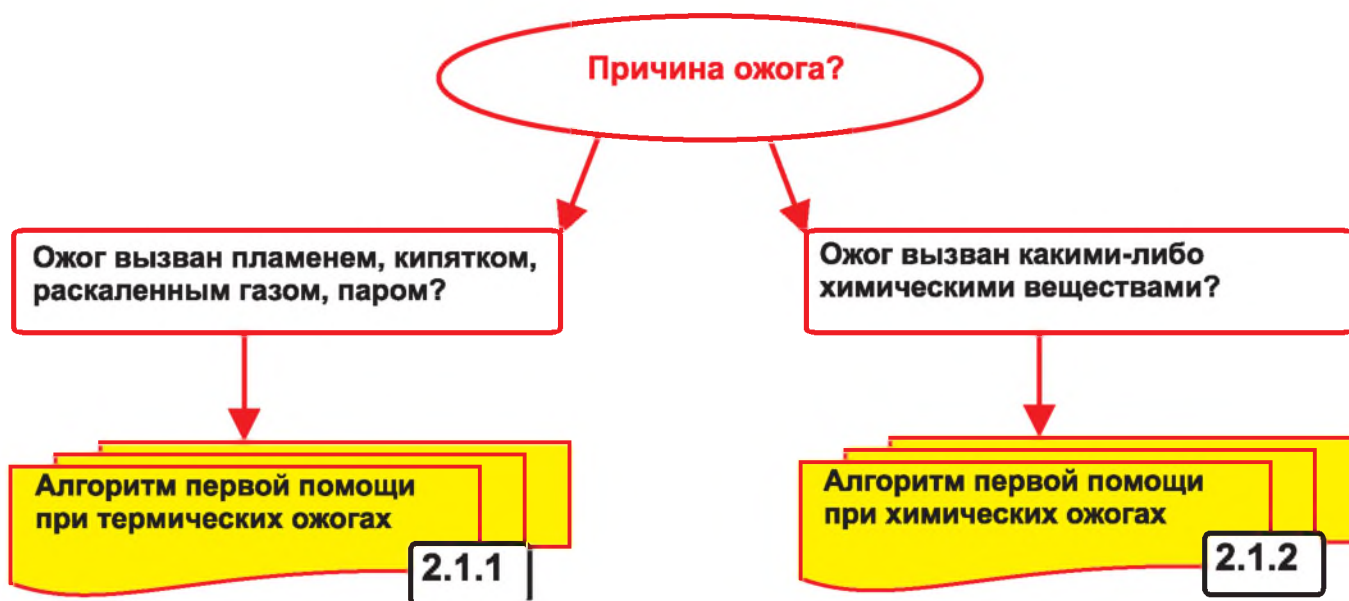 Причина ожога?
Ожог вызван пламенем, кипятком,
раскаленным газом, паром?
Ожог вызван какими-либо
химическими веществами?
Алгоритм первой помощи
при термических ожогах
2.1.1
Алгоритм первой помощи
при химических ожогах
2.1.2